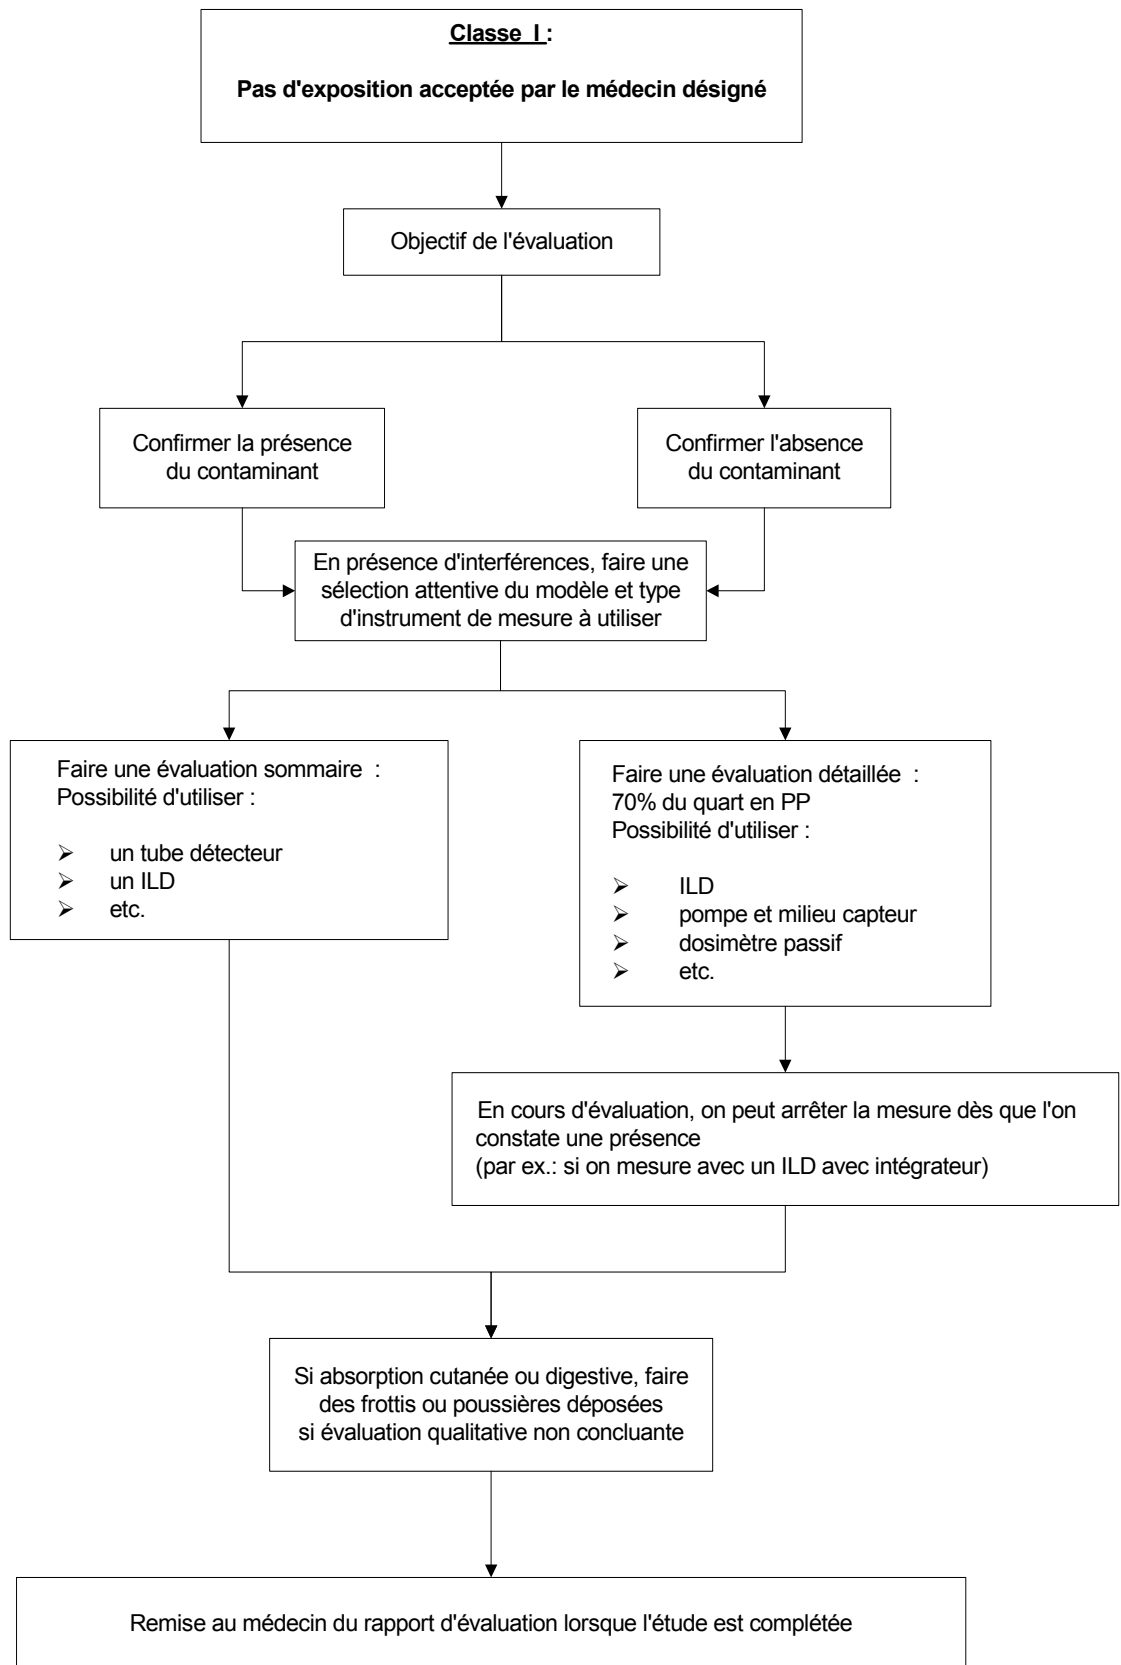 Classe I :
Pas d'exposition acceptée par le médecin désigné
Objectif de l'évaluation
Confirmer la présence
du contaminant
Confirmer l'absence
du contaminant
En présence d'interférences, faire une
sélection attentive du modèle et type
d'instrument de mesure à utiliser
Faire une évaluation sommaire :
Possibilité d'utiliser :
➢ un tube détecteur
➢ un ILD
➢ etc.
Faire une évaluation détaillée :
70% du quart en PP
Possibilité d'utiliser :
➢ ILD
➢ pompe et milieu capteur
➢ dosimètre passif
➢ etc.
En cours d'évaluation, on peut arrêter la mesure dès que l'on
constate une présence
(par ex.: si on mesure avec un ILD avec intégrateur)
Si absorption cutanée ou digestive, faire
des frottis ou poussières déposées
si évaluation qualitative non concluante
Remise au médecin du rapport d'évaluation lorsque l'étude est complétée